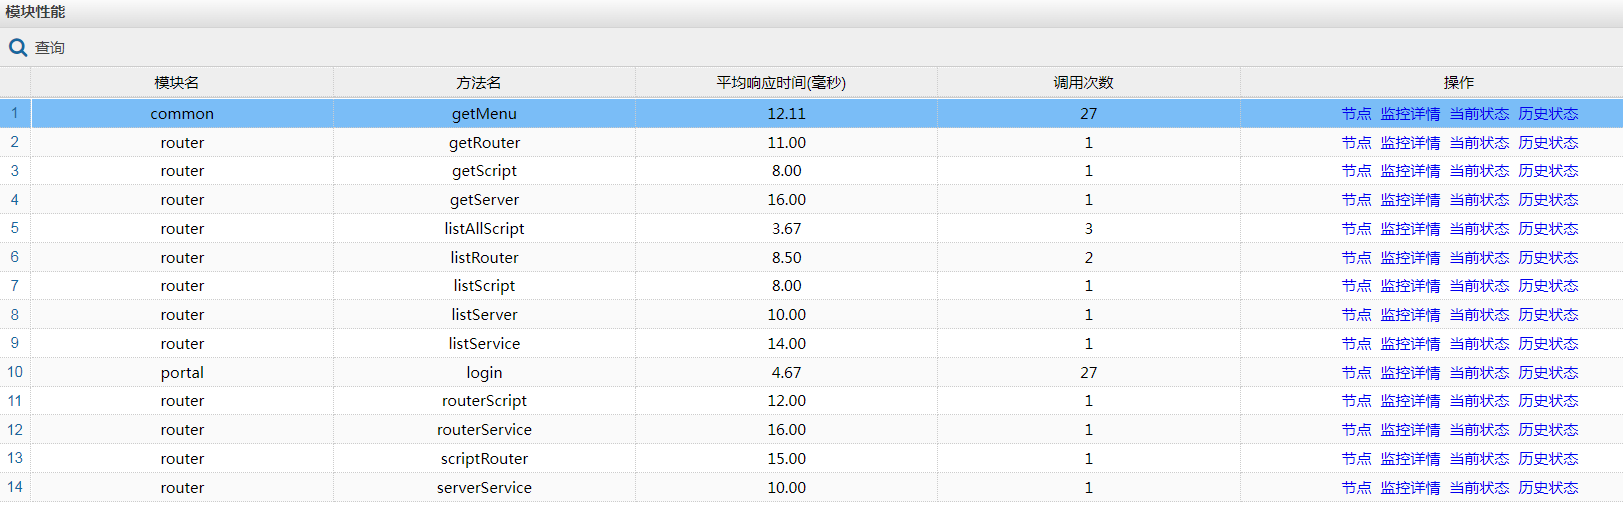 模块性能
查询
模块名 方法名 平均响应时间(毫秒) 调用次数 操作
1 common getMenu 12.11 27 节点 监控详情 当前状态 历史状态
2 router getRouter 11.00 1 节点 监控详情 当前状态 历史状态
3 router getScript 8.00 1 节点 监控详情 当前状态 历史状态
4 router getServer 16.00 1 节点 监控详情 当前状态 历史状态
5 router listAllScript 3.67 3 节点 监控详情 当前状态 历史状态
6 router listRouter 8.50 2 节点 监控详情 当前状态 历史状态
7 router listScript 8.00 1 节点 监控详情 当前状态 历史状态
8 router listServer 10.00 1 节点 监控详情 当前状态 历史状态
9 router listService 14.00 1 节点 监控详情 当前状态 历史状态
10 portal login 4.67 27 节点 监控详情 当前状态 历史状态
11 router routerScript 12.00 1 节点 监控详情 当前状态 历史状态
12 router routerService 16.00 1 节点 监控详情 当前状态 历史状态
13 router scriptRouter 15.00 1 节点 监控详情 当前状态 历史状态
14 router serverService 10.00 1 节点 监控详情 当前状态 历史状态